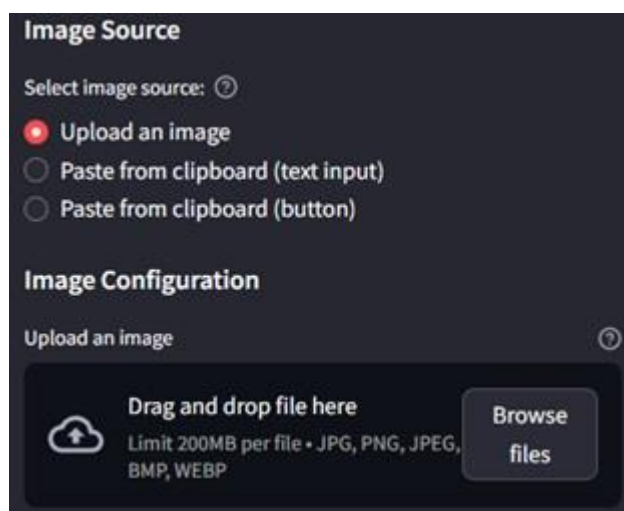 Image Source
Select image source:
Upload an image
Paste from clipboard (text input)
Paste from clipboard (button)
Image Configuration
Upload an image
Drag and drop file here
Limit 200MB per file • JPG, PNG, JPEG,
BMP, WEBP
Browse
files